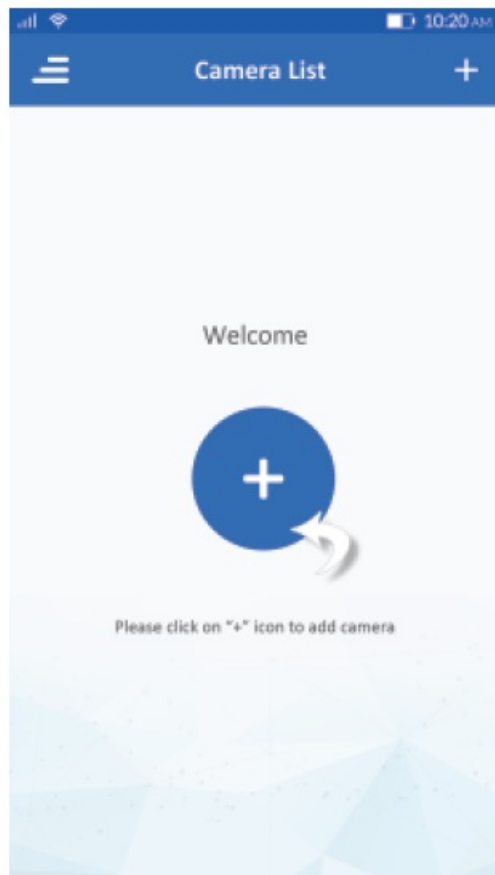 10:20 AM
Camera List +
Welcome
+
Please click on "+" icon to add camera